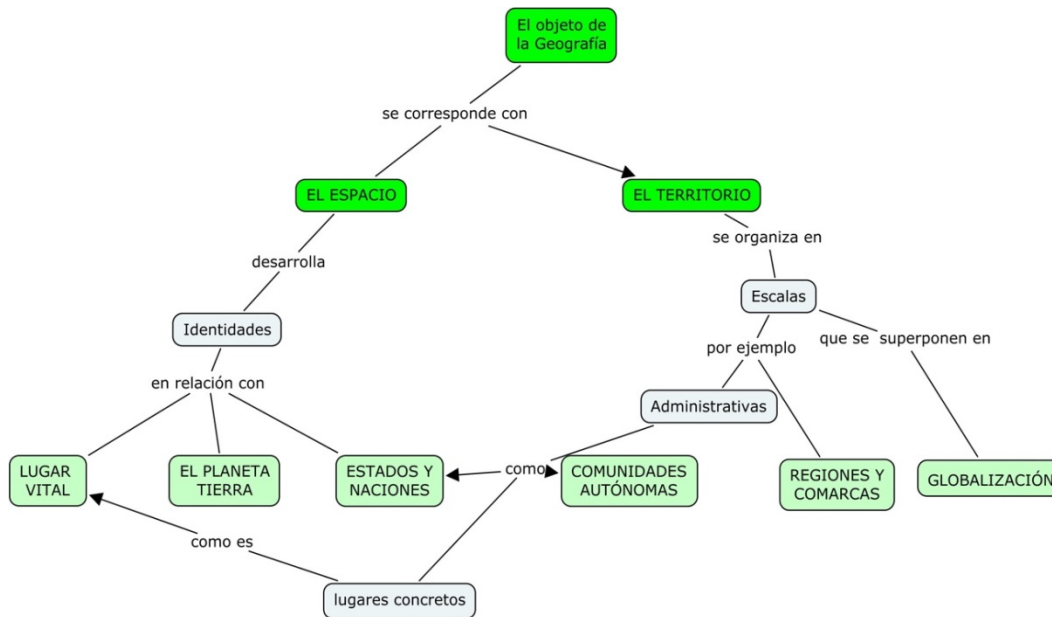 El objeto de
la Geografía
se corresponde con
EL ESPACIO
EL TERRITORIO
se organiza en
desarrolla
Escalas
Identidades
que se superponen en
por ejemplo
en relación con
Administrativas
LUGAR
VITAL
EL PLANETA
TIERRA
ESTADOS Y
NACIONES
como
COMUNIDADES
AUTÓNOMAS
REGIONES Y
COMARCAS
GLOBALIZACIÓN
como es
lugares concretos